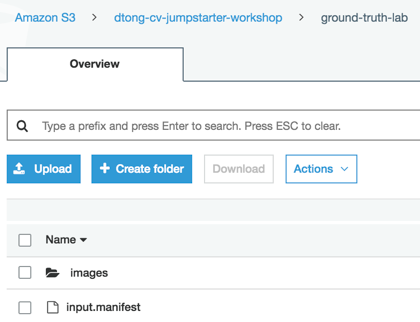 Amazon S3 > dtong-cv-jumpstarter-workshop > ground-truth-lab
Overview
Type a prefix and press Enter to search. Press ESC to clear.
Upload + Create folder Download Actions
Name
images
input.manifest